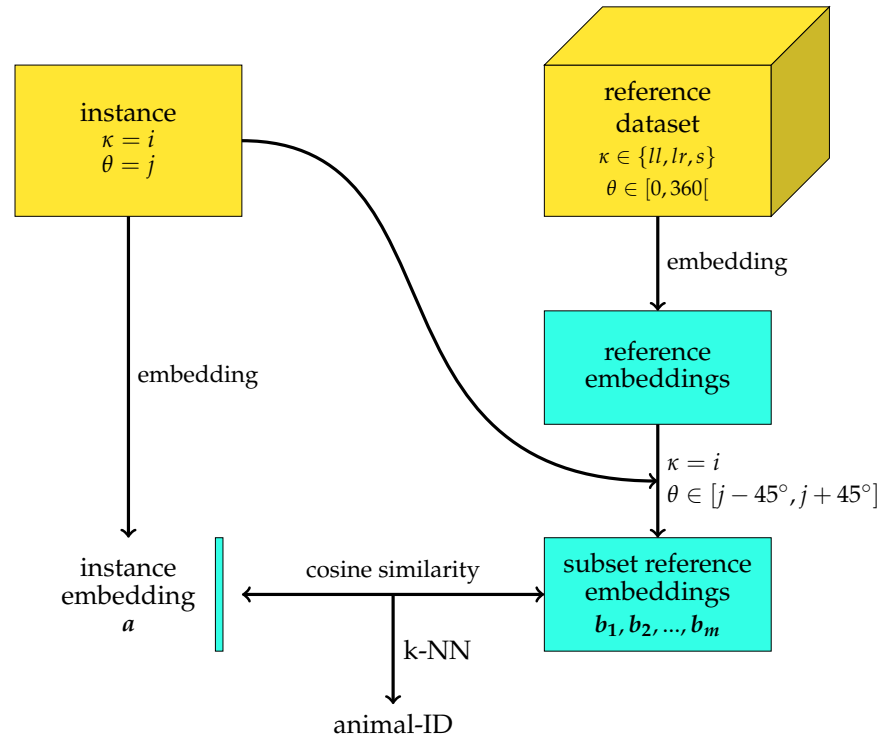 instance
κ = i
θ = j
reference
dataset
κ ∈ {ll, lr, s}
θ ∈ [0, 360[
embedding
reference
embeddings
embedding
κ = i
θ ∈ [j − 45°, j + 45°]
instance
embedding
a
cosine similarity
subset reference
embeddings
b₁, b₂, ..., bₘ
k-NN
animal-ID